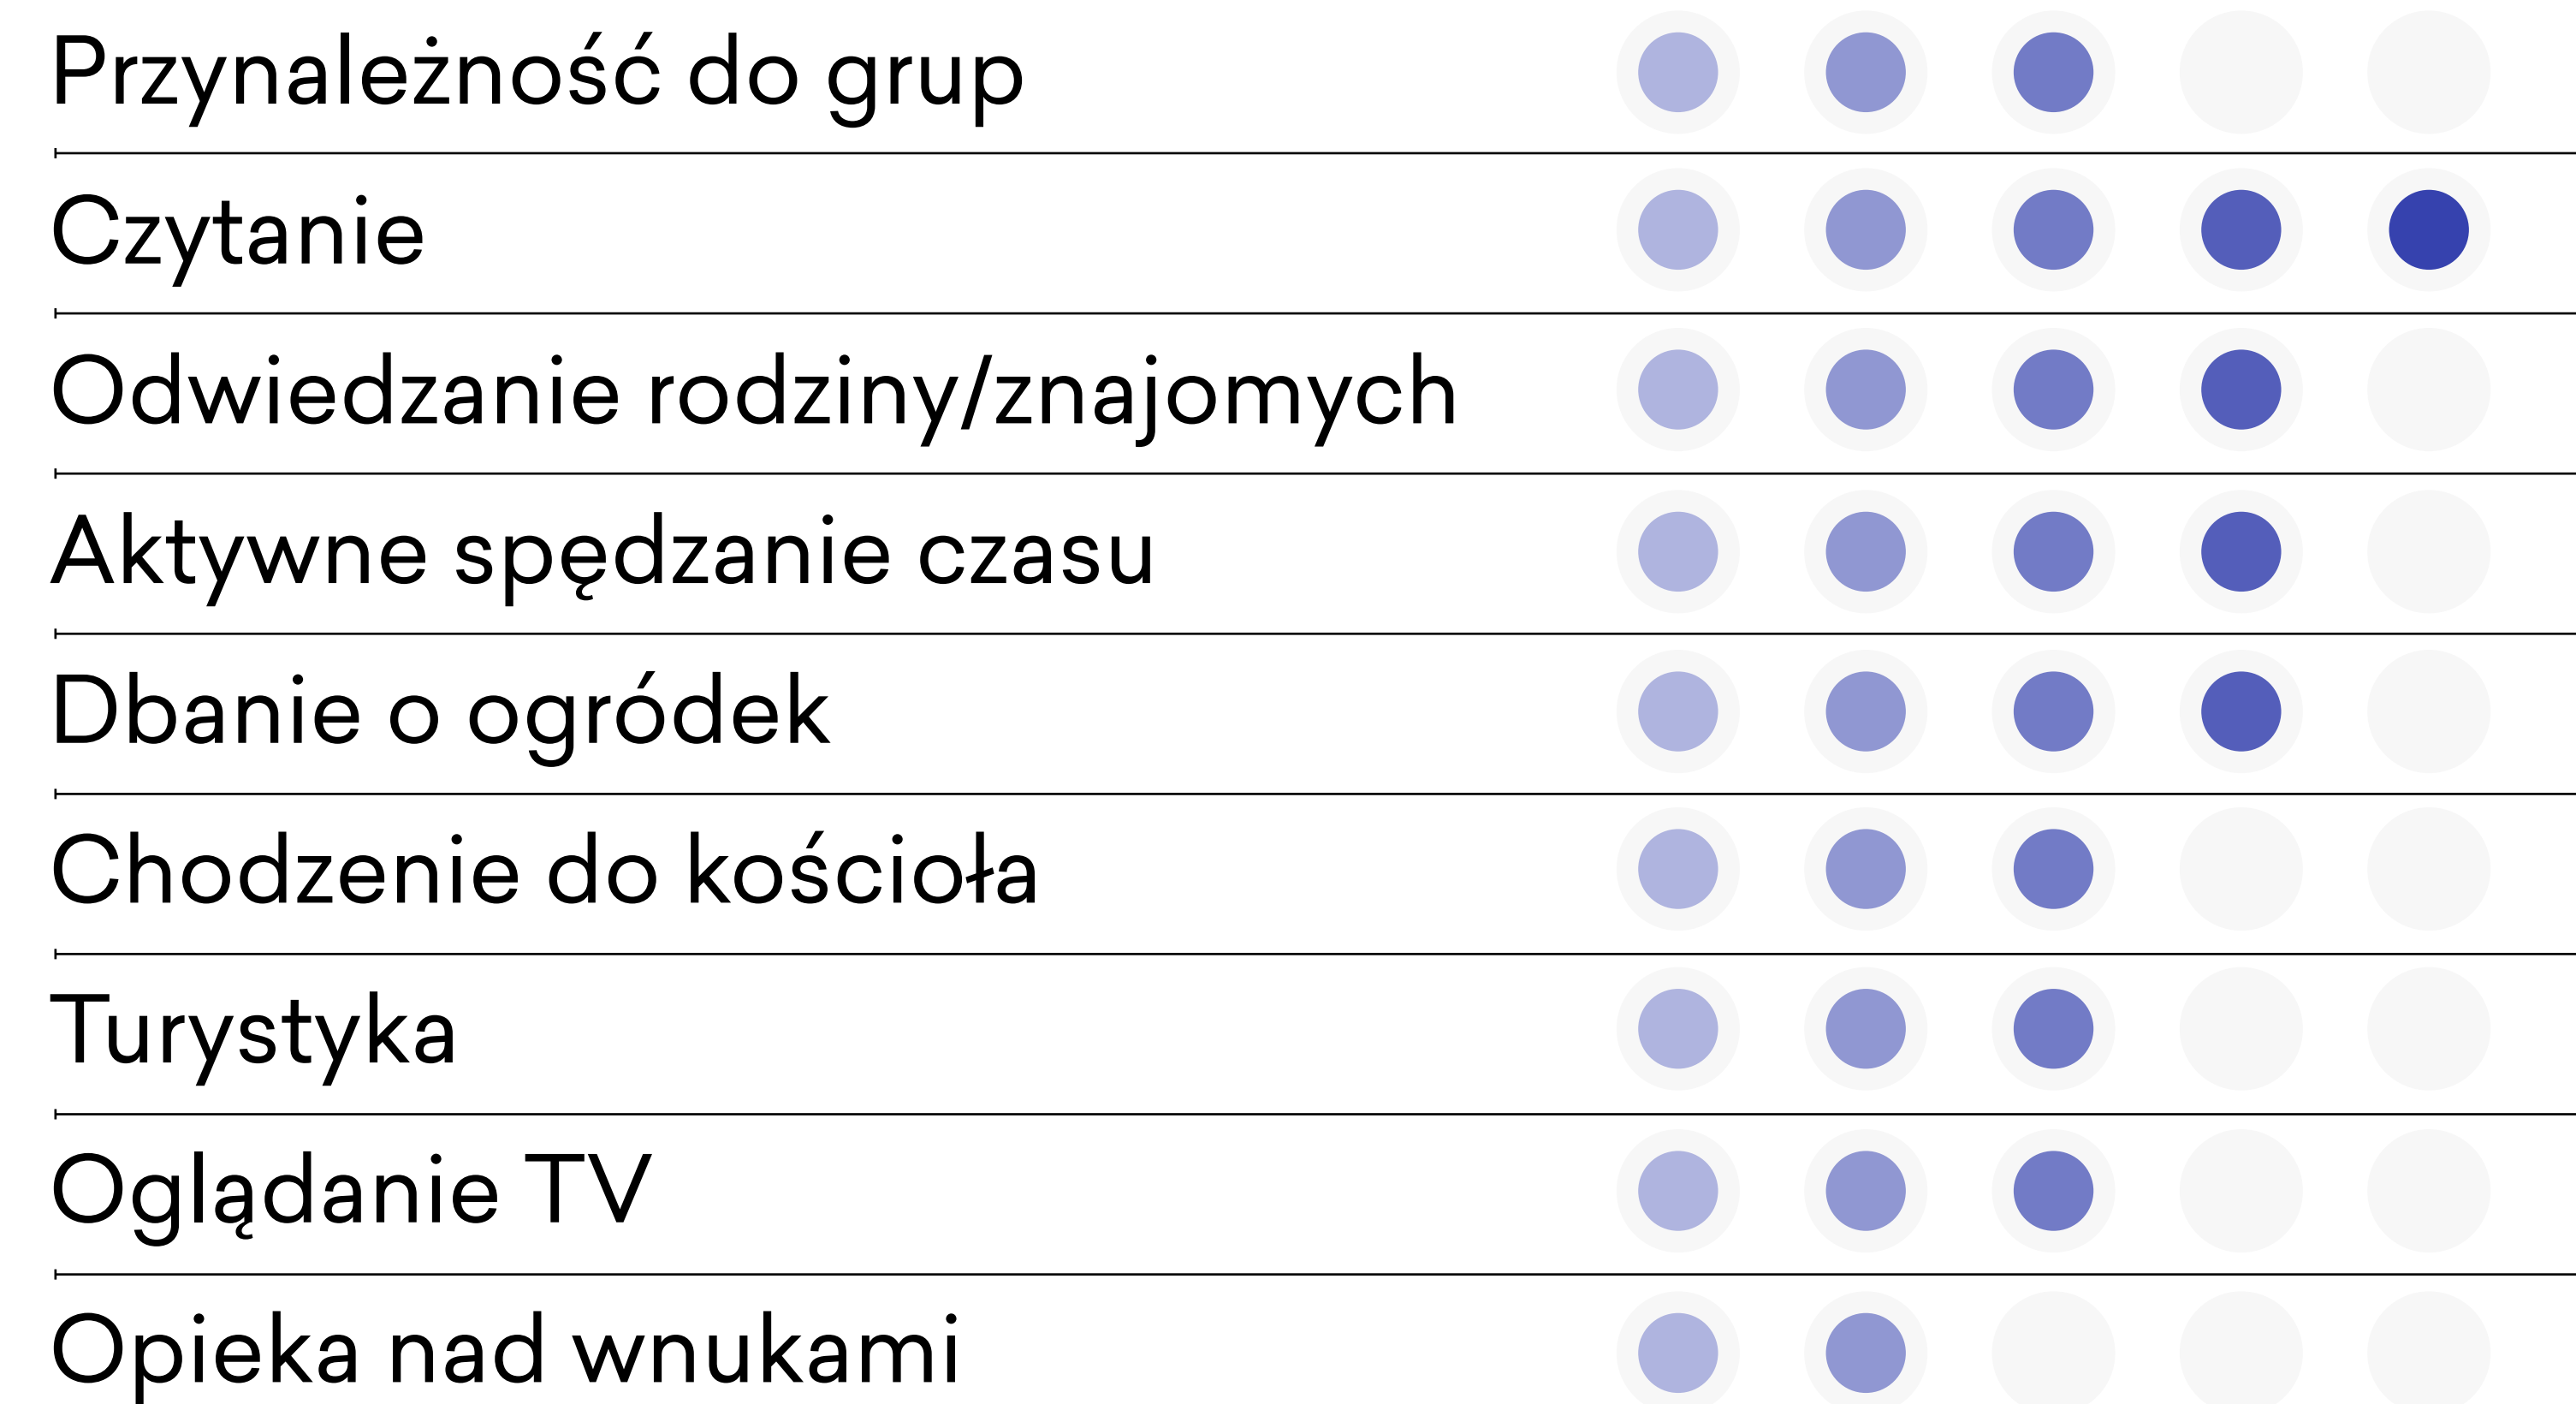 Przynależność do grup
Czytanie
Odwiedzanie rodziny/znajomych
Aktywne spędzanie czasu
Dbanie o ogródek
Chodzenie do kościoła
Turystyka
Oglądanie TV
Opieka nad wnukami